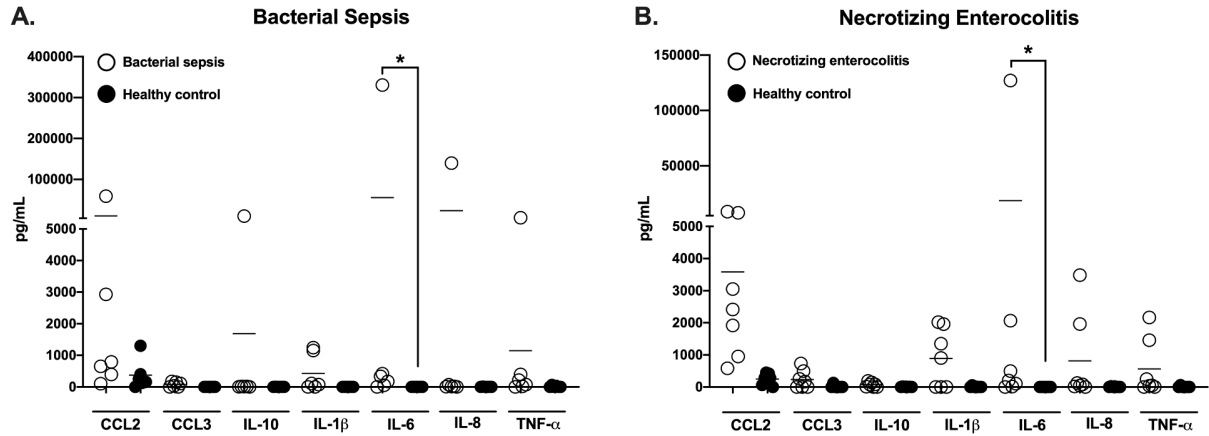 A.
Bacterial Sepsis
400000
300000
200000
100000
5000
4000
3000
2000
1000
0
pg/mL
Bacterial sepsis
Healthy control
*
CCL2 CCL3 IL-10 IL-1β IL-6 IL-8 TNF-α
B.
Necrotizing Enterocolitis
150000
100000
50000
5000
4000
3000
2000
1000
0
pg/mL
Necrotizing enterocolitis
Healthy control
*
CCL2 CCL3 IL-10 IL-1β IL-6 IL-8 TNF-α